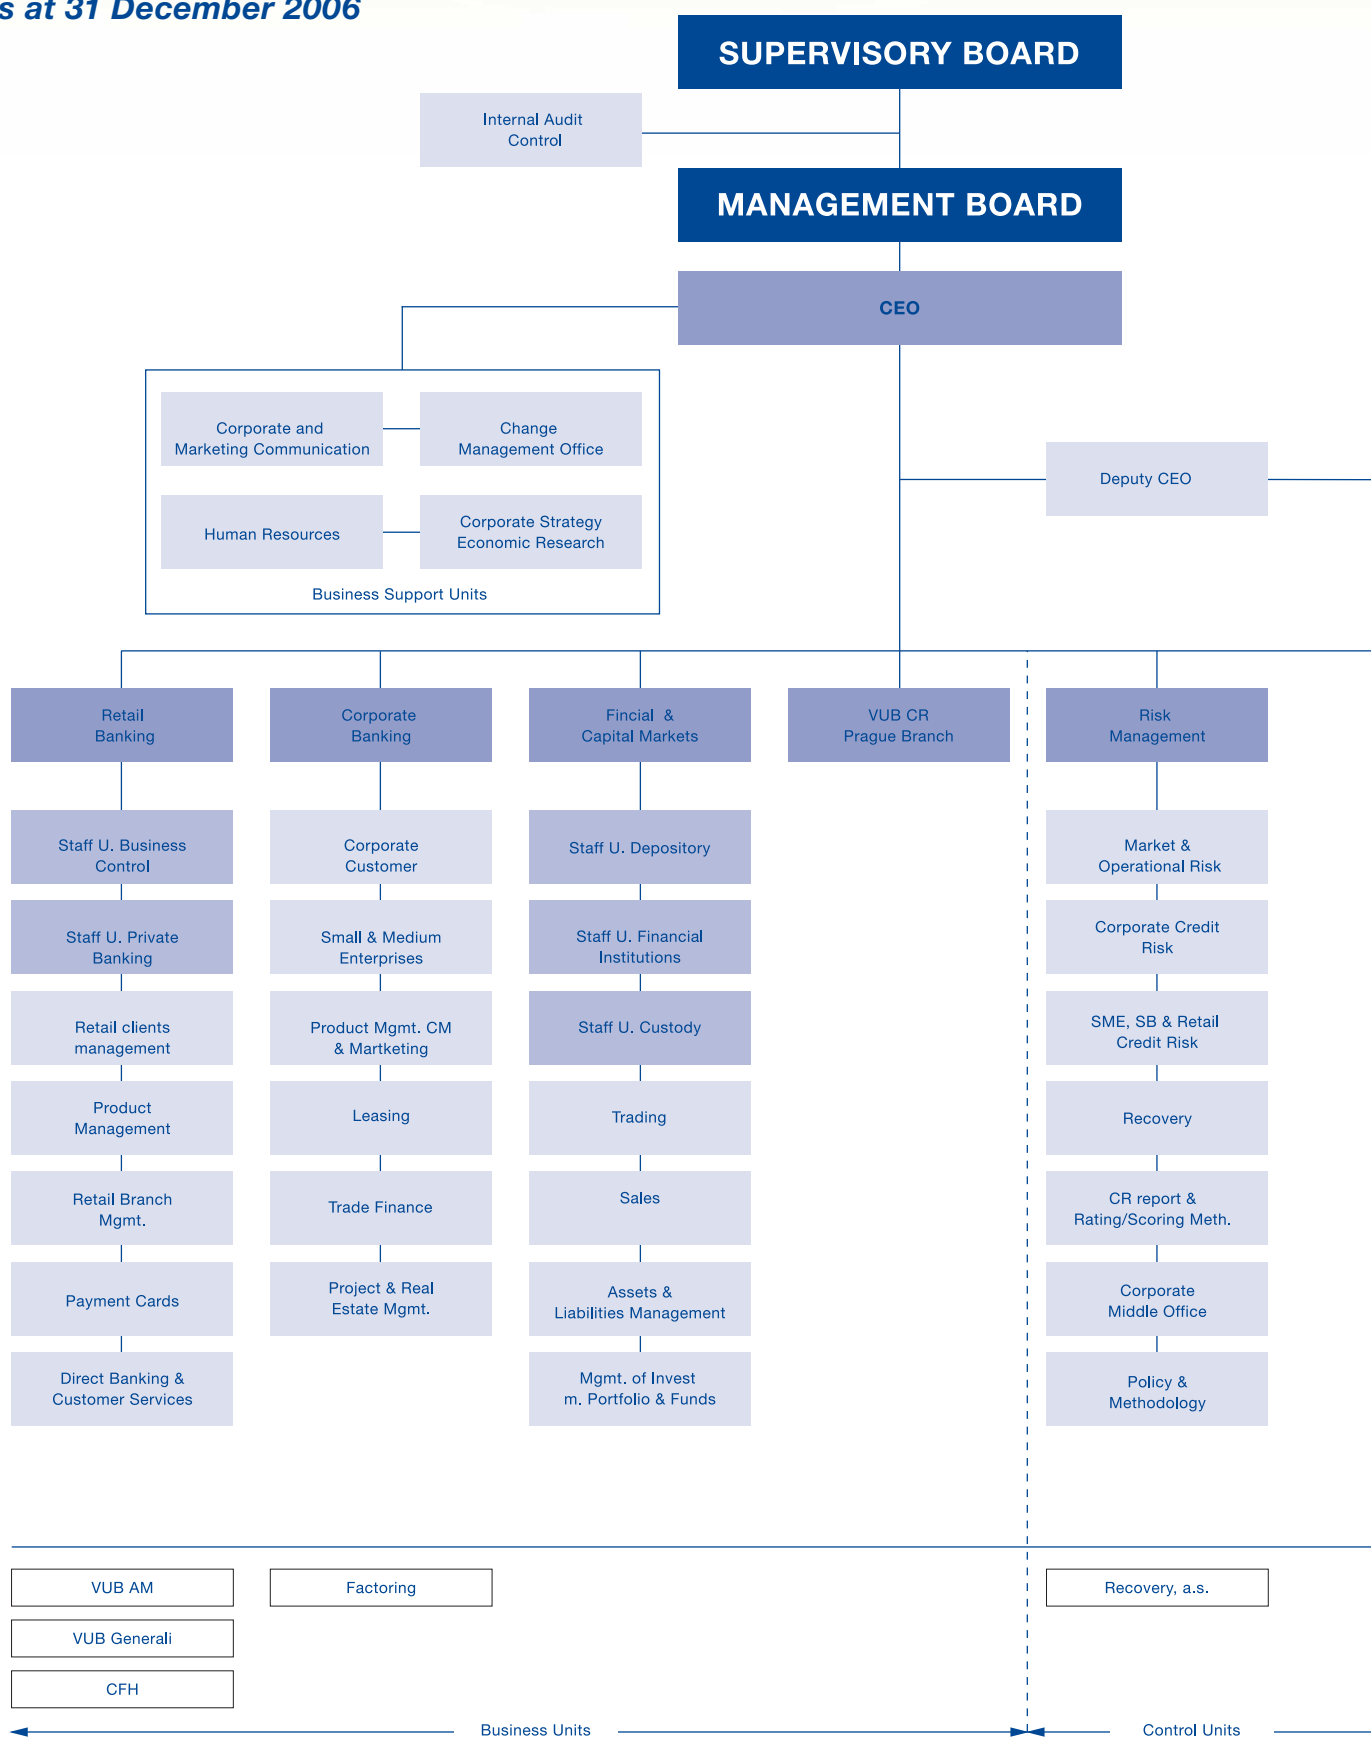 s at 31 December 2006
SUPERVISORY BOARD
Internal Audit
Control
MANAGEMENT BOARD
CEO
Corporate and
Marketing Communication
Change
Management Office
Human Resources
Corporate Strategy
Economic Research
Business Support Units
Deputy CEO
Retail
Banking
Corporate
Banking
Fincial &
Capital Markets
VUB CR
Prague Branch
Risk
Management
Staff U. Business
Control
Staff U. Private
Banking
Retail clients
management
Product
Management
Retail Branch
Mgmt.
Payment Cards
Direct Banking &
Customer Services
Corporate
Customer
Small & Medium
Enterprises
Product Mgmt. CM
& Martketing
Leasing
Trade Finance
Project & Real
Estate Mgmt.
Staff U. Depository
Staff U. Financial
Institutions
Staff U. Custody
Trading
Sales
Assets &
Liabilities Management
Mgmt. of Invest
m. Portfolio & Funds
Market &
Operational Risk
Corporate Credit
Risk
SME, SB & Retail
Credit Risk
Recovery
CR report &
Rating/Scoring Meth.
Corporate
Middle Office
Policy &
Methodology
VUB AM
VUB Generali
CFH
Factoring
Recovery, a.s.
Business Units
Control Units